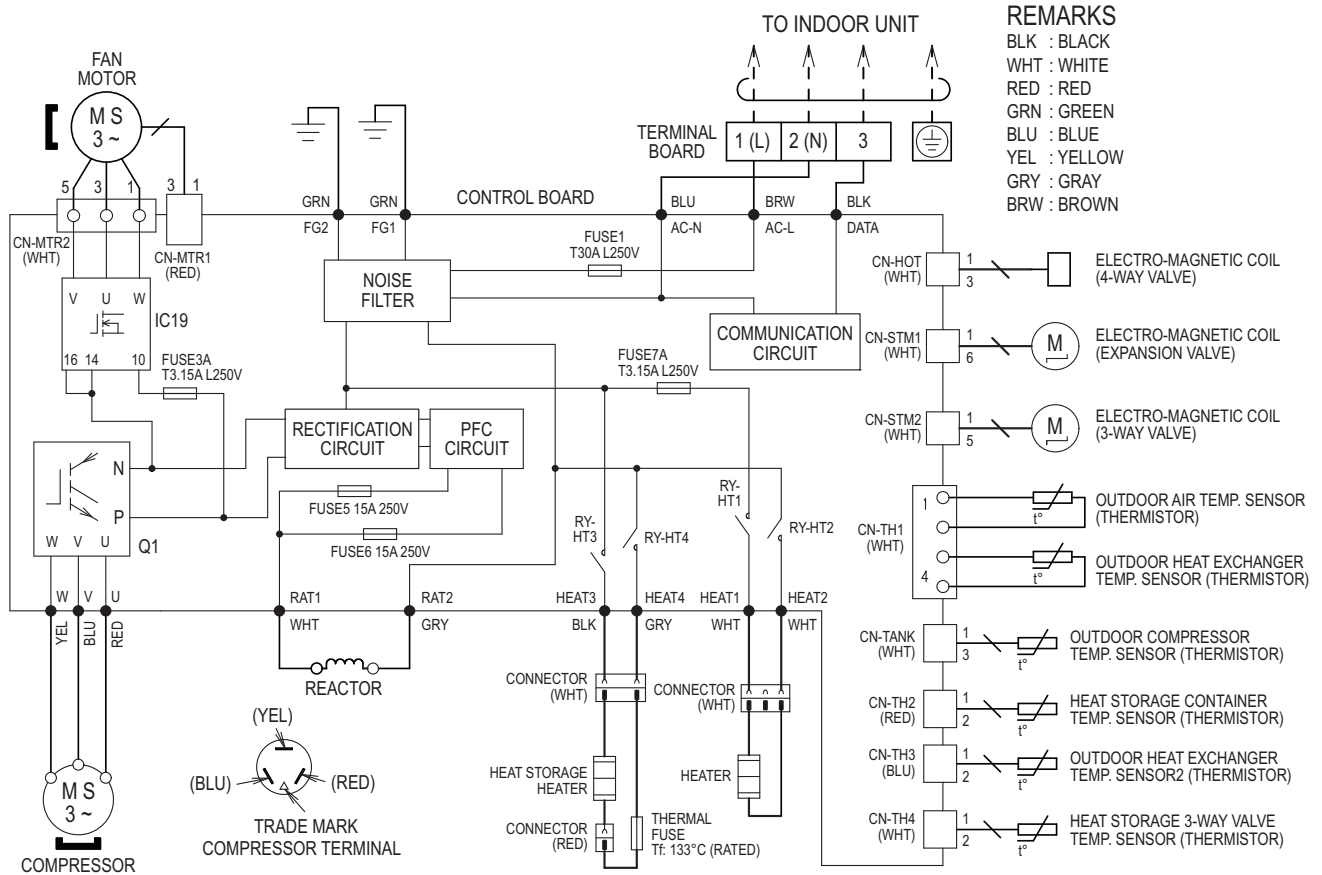 TO INDOOR UNIT
REMARKS
BLK : BLACK
WHT : WHITE
RED : RED
GRN : GREEN
BLU : BLUE
YEL : YELLOW
GRY : GRAY
BRW : BROWN
FAN
MOTOR
M S
3 ~
5 3 1
3 1
CN-MTR2
(WHT)
CN-MTR1
(RED)
TERMINAL
BOARD
1 (L) 2 (N) 3
CONTROL BOARD
GRN
FG2
GRN
FG1
BLU
AC-N
BRW
AC-L
BLK
DATA
FUSE1
T30A L250V
NOISE
FILTER
COMMUNICATION
CIRCUIT
V U W
IC19
16 14 10
FUSE3A
T3.15A L250V
FUSE7A
T3.15A L250V
RECTIFICATION
CIRCUIT
PFC
CIRCUIT
N
P
W V U
Q1
FUSE5 15A 250V
FUSE6 15A 250V
RY-
HT3
RY-HT4
RY-
HT1
RY-HT2
W V U
YEL
BLU
RED
RAT1
WHT
RAT2
GRY
HEAT3
BLK
HEAT4
GRY
HEAT1
WHT
HEAT2
WHT
REACTOR
CONNECTOR
(WHT)
CONNECTOR
(WHT)
(YEL)
(BLU)
(RED)
TRADE MARK
COMPRESSOR TERMINAL
M S
3 ~
COMPRESSOR
HEAT STORAGE
HEATER
HEATER
CONNECTOR
(RED)
THERMAL
FUSE
Tf: 133°C (RATED)
CN-HOT
(WHT)
1
3
ELECTRO-MAGNETIC COIL
(4-WAY VALVE)
CN-STM1
(WHT)
1
6
M
ELECTRO-MAGNETIC COIL
(EXPANSION VALVE)
CN-STM2
(WHT)
1
5
M
ELECTRO-MAGNETIC COIL
(3-WAY VALVE)
CN-TH1
(WHT)
1
4
t°
OUTDOOR AIR TEMP. SENSOR
(THERMISTOR)
t°
OUTDOOR HEAT EXCHANGER
TEMP. SENSOR (THERMISTOR)
CN-TANK
(WHT)
1
3
t°
OUTDOOR COMPRESSOR
TEMP. SENSOR (THERMISTOR)
CN-TH2
(RED)
1
2
t°
HEAT STORAGE CONTAINER
TEMP. SENSOR (THERMISTOR)
CN-TH3
(BLU)
1
2
t°
OUTDOOR HEAT EXCHANGER
TEMP. SENSOR2 (THERMISTOR)
CN-TH4
(WHT)
1
2
t°
HEAT STORAGE 3-WAY VALVE
TEMP. SENSOR (THERMISTOR)